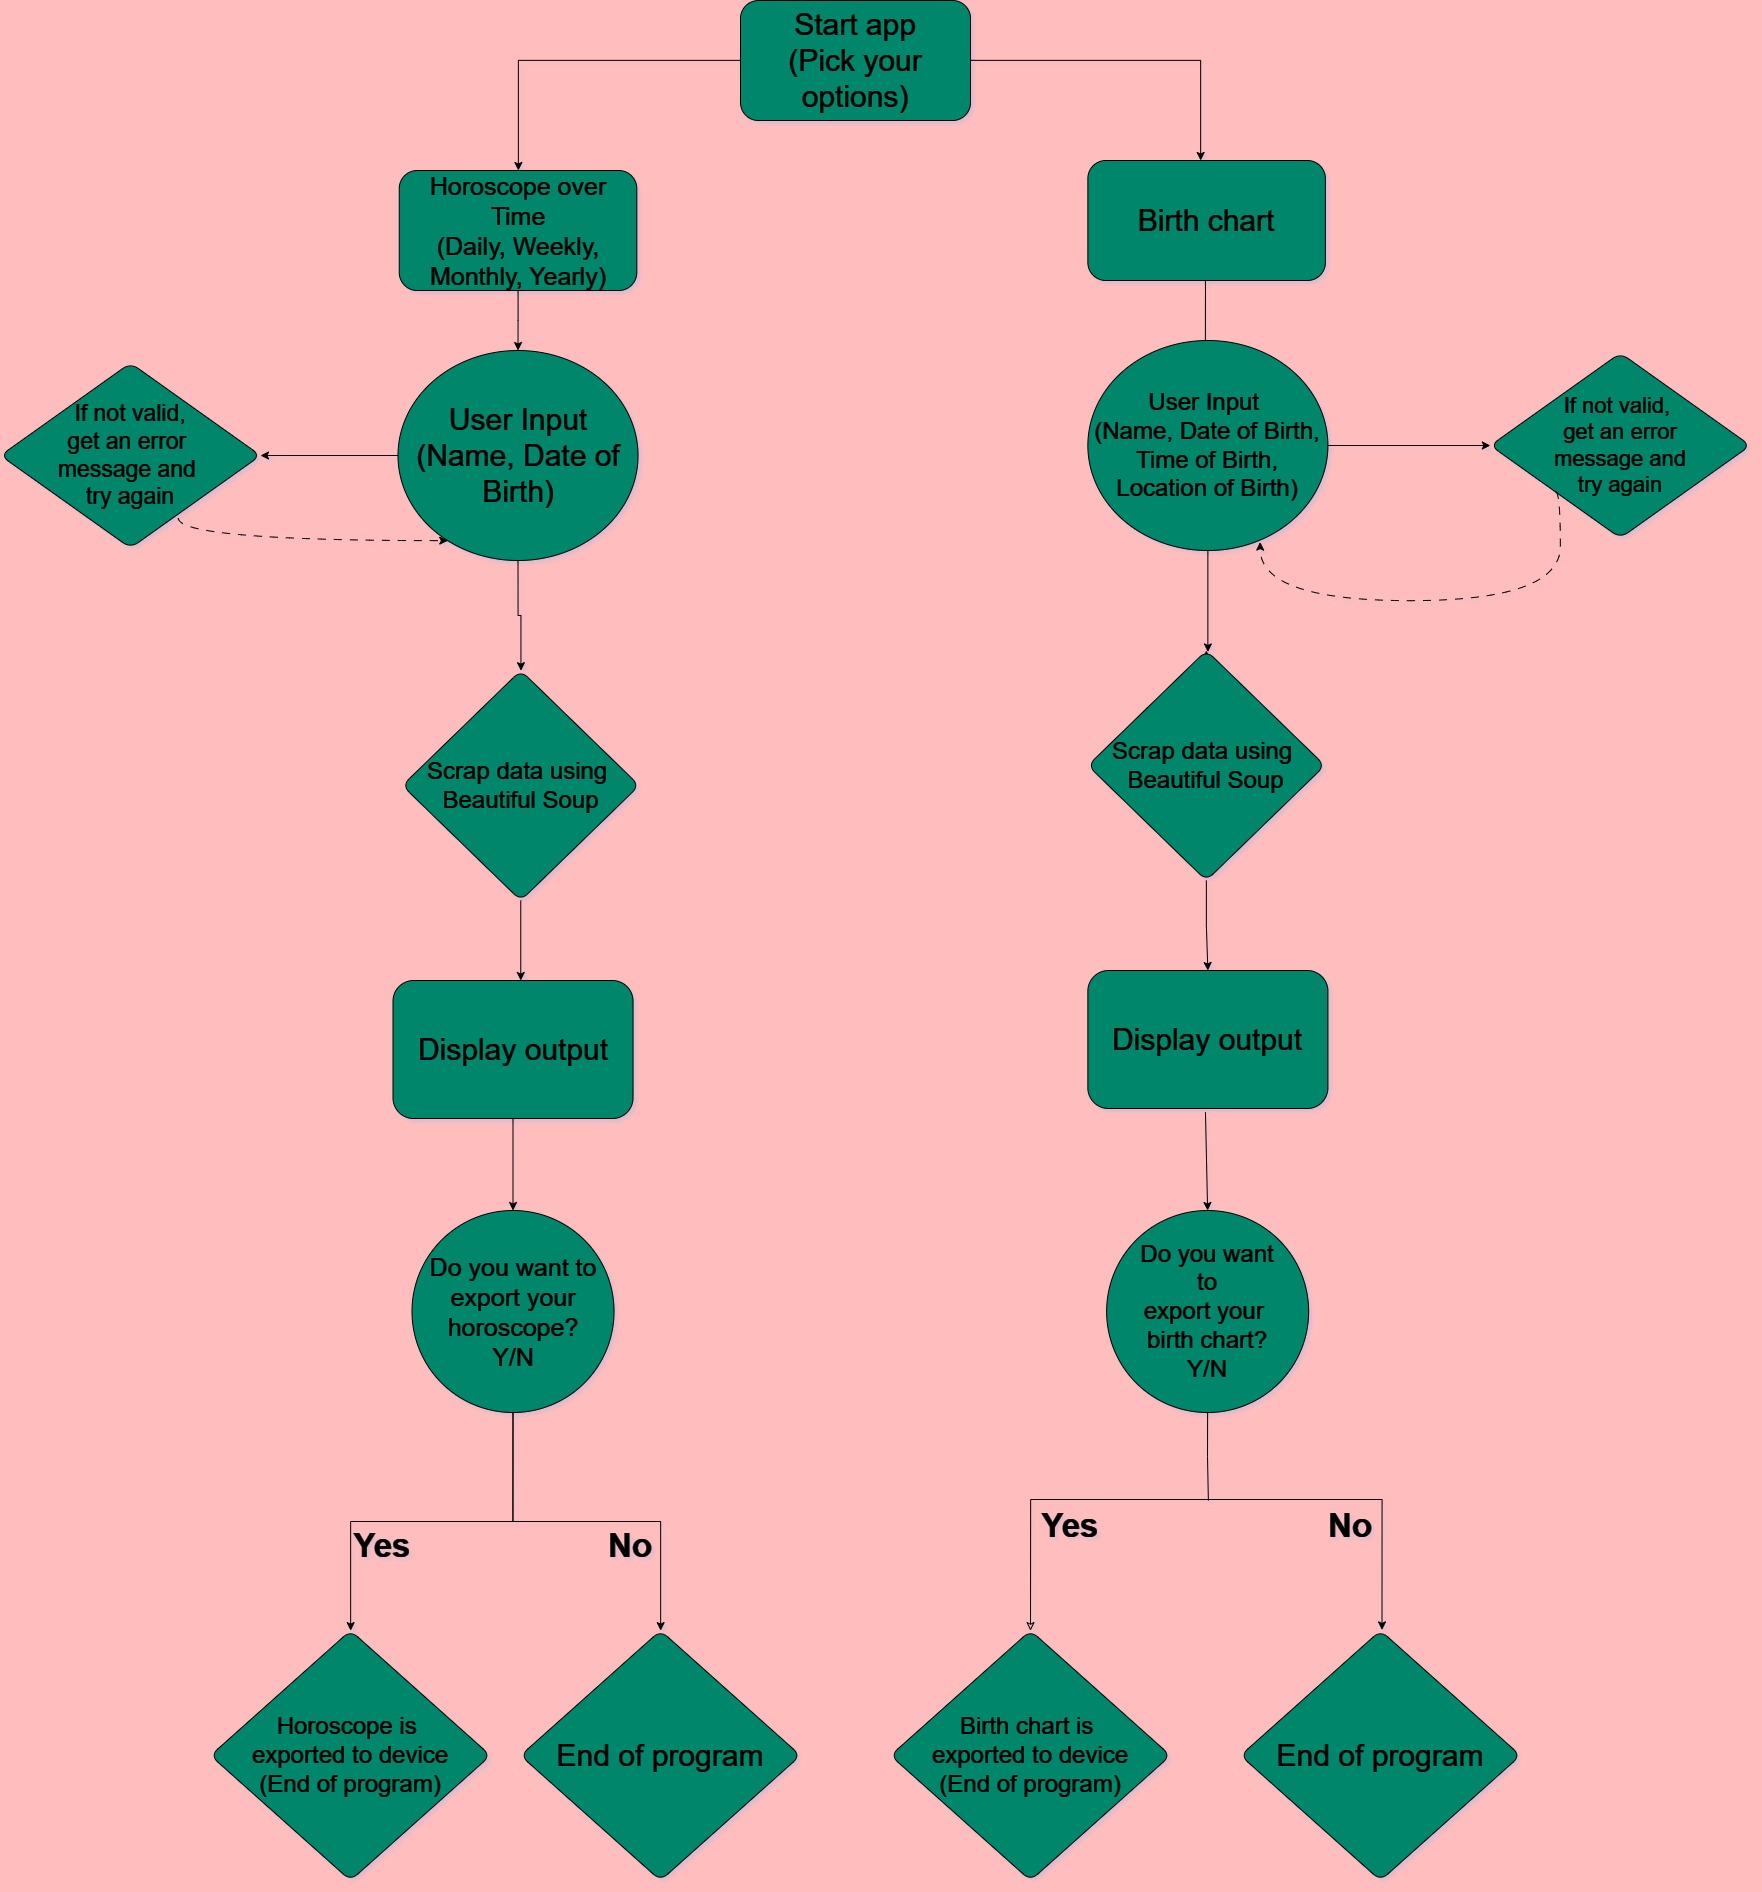 Start app
(Pick your
options)
Horoscope over
Time
(Daily, Weekly,
Monthly, Yearly)
Birth chart
If not valid,
get an error
message and
try again
User Input
(Name, Date of
Birth)
User Input
(Name, Date of Birth,
Time of Birth,
Location of Birth)
If not valid,
get an error
message and
try again
Scrap data using
Beautiful Soup
Scrap data using
Beautiful Soup
Display output
Display output
Do you want to
export your
horoscope?
Y/N
Do you want
to
export your
birth chart?
Y/N
Yes
No
Yes
No
Horoscope is
exported to device
(End of program)
End of program
Birth chart is
exported to device
(End of program)
End of program